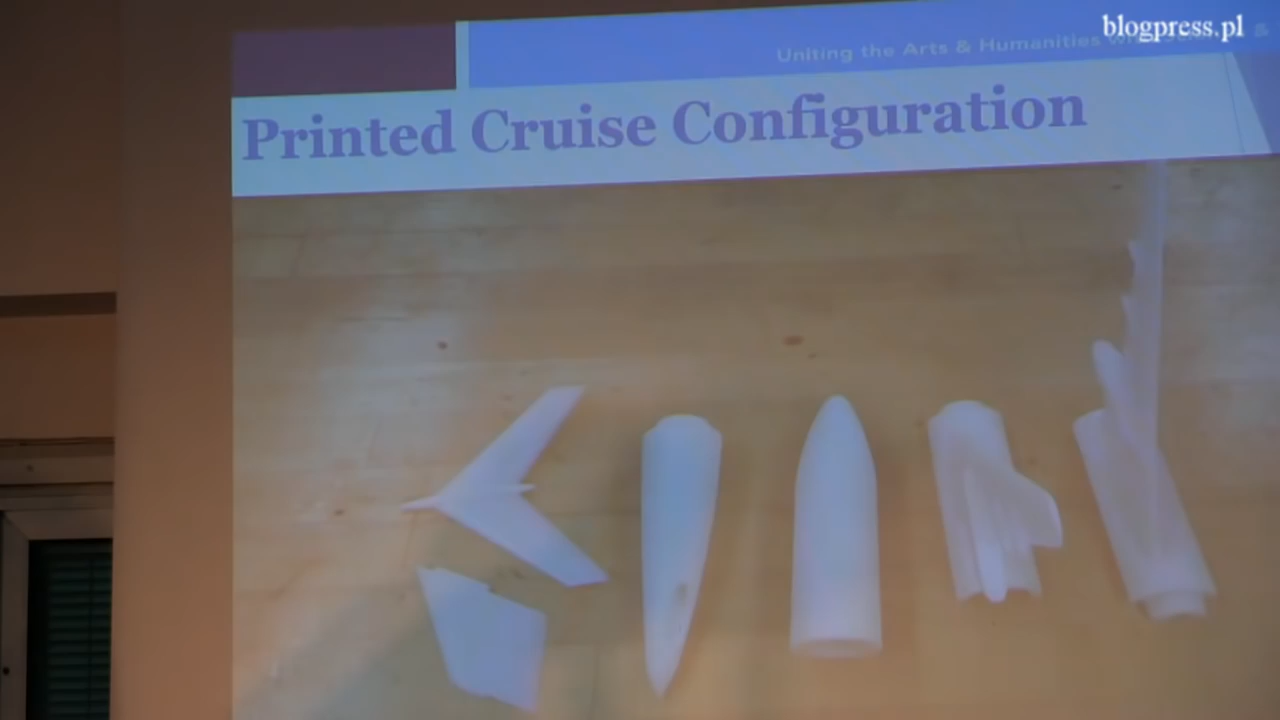 blogpress.pl
Uniting the Arts & Humanities
Printed Cruise Configuration